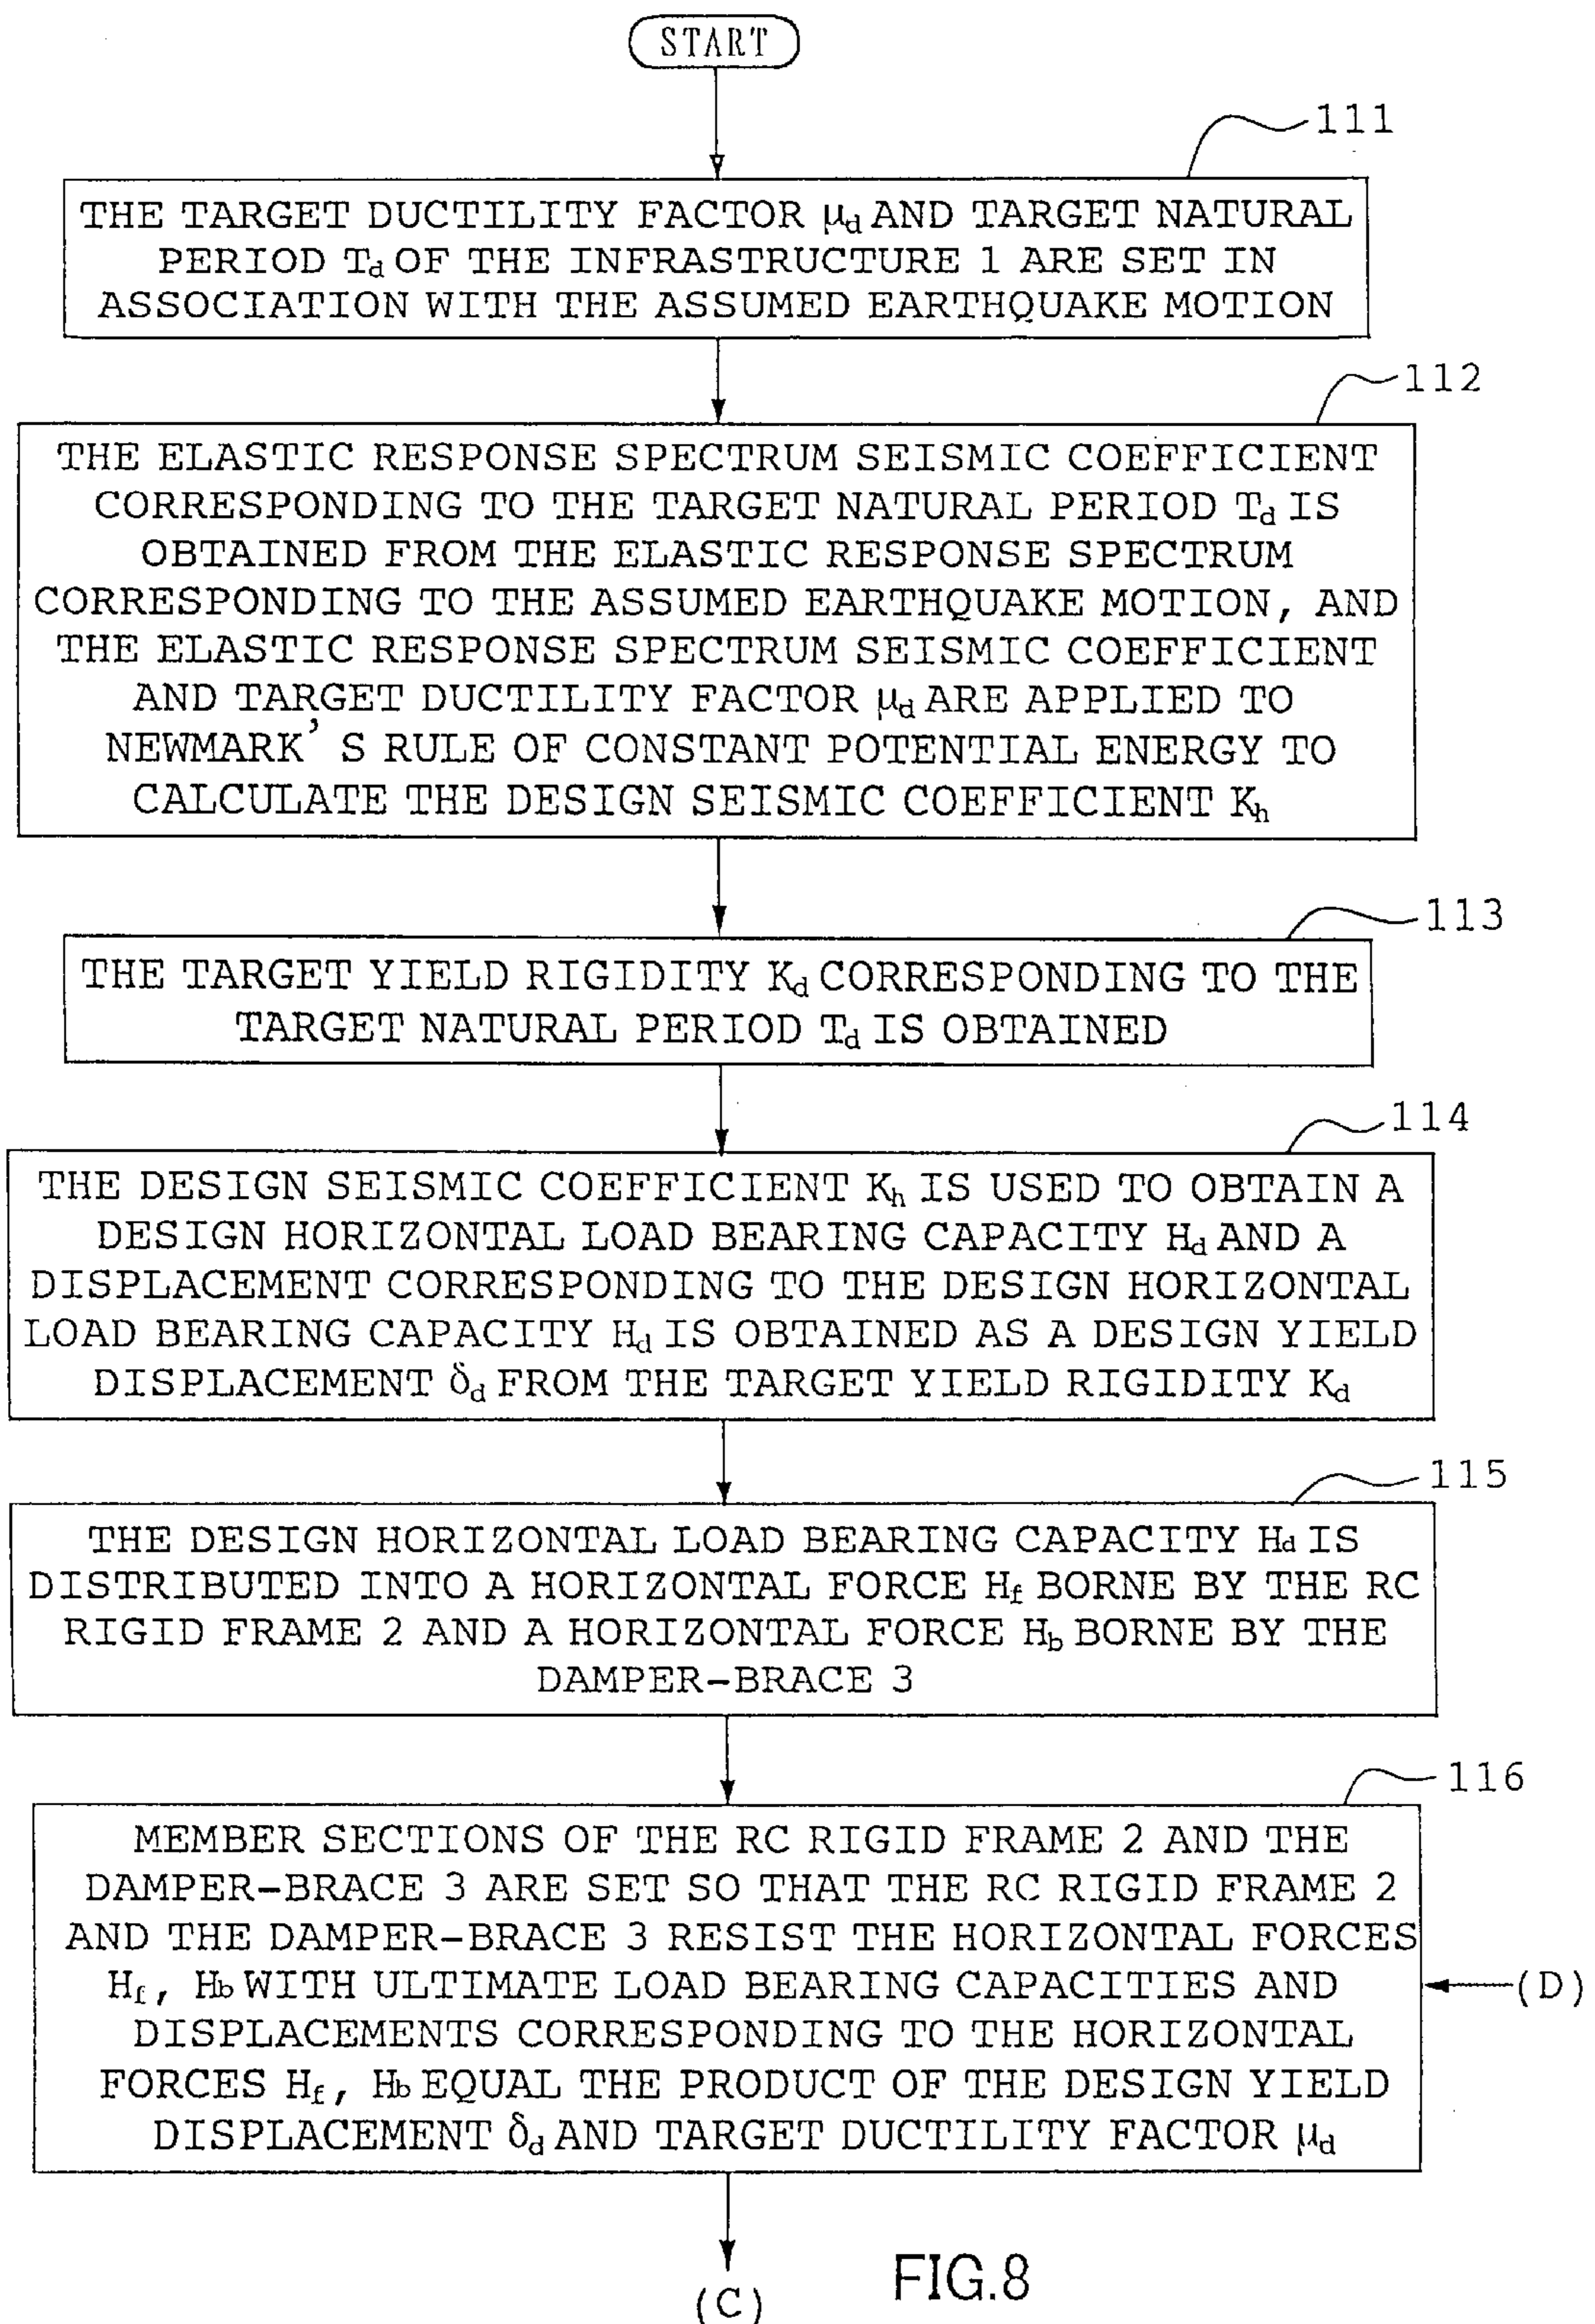 START
111
THE TARGET DUCTILITY FACTOR μd AND TARGET NATURAL
PERIOD Td OF THE INFRASTRUCTURE 1 ARE SET IN
ASSOCIATION WITH THE ASSUMED EARTHQUAKE MOTION
112
THE ELASTIC RESPONSE SPECTRUM SEISMIC COEFFICIENT
CORRESPONDING TO THE TARGET NATURAL PERIOD Td IS
OBTAINED FROM THE ELASTIC RESPONSE SPECTRUM
CORRESPONDING TO THE ASSUMED EARTHQUAKE MOTION, AND
THE ELASTIC RESPONSE SPECTRUM SEISMIC COEFFICIENT
AND TARGET DUCTILITY FACTOR μd ARE APPLIED TO
NEWMARK' S RULE OF CONSTANT POTENTIAL ENERGY TO
CALCULATE THE DESIGN SEISMIC COEFFICIENT Kh
113
THE TARGET YIELD RIGIDITY Kd CORRESPONDING TO THE
TARGET NATURAL PERIOD Td IS OBTAINED
114
THE DESIGN SEISMIC COEFFICIENT Kh IS USED TO OBTAIN A
DESIGN HORIZONTAL LOAD BEARING CAPACITY Hd AND A
DISPLACEMENT CORRESPONDING TO THE DESIGN HORIZONTAL
LOAD BEARING CAPACITY Hd IS OBTAINED AS A DESIGN YIELD
DISPLACEMENT δd FROM THE TARGET YIELD RIGIDITY Kd
115
THE DESIGN HORIZONTAL LOAD BEARING CAPACITY Hd IS
DISTRIBUTED INTO A HORIZONTAL FORCE Hf BORNE BY THE RC
RIGID FRAME 2 AND A HORIZONTAL FORCE Hb BORNE BY THE
DAMPER-BRACE 3
116
MEMBER SECTIONS OF THE RC RIGID FRAME 2 AND THE
DAMPER-BRACE 3 ARE SET SO THAT THE RC RIGID FRAME 2
AND THE DAMPER-BRACE 3 RESIST THE HORIZONTAL FORCES
Hf, Hb WITH ULTIMATE LOAD BEARING CAPACITIES AND
DISPLACEMENTS CORRESPONDING TO THE HORIZONTAL
FORCES Hf, Hb EQUAL THE PRODUCT OF THE DESIGN YIELD
DISPLACEMENT δd AND TARGET DUCTILITY FACTOR μd
(D)
(C)
FIG.8